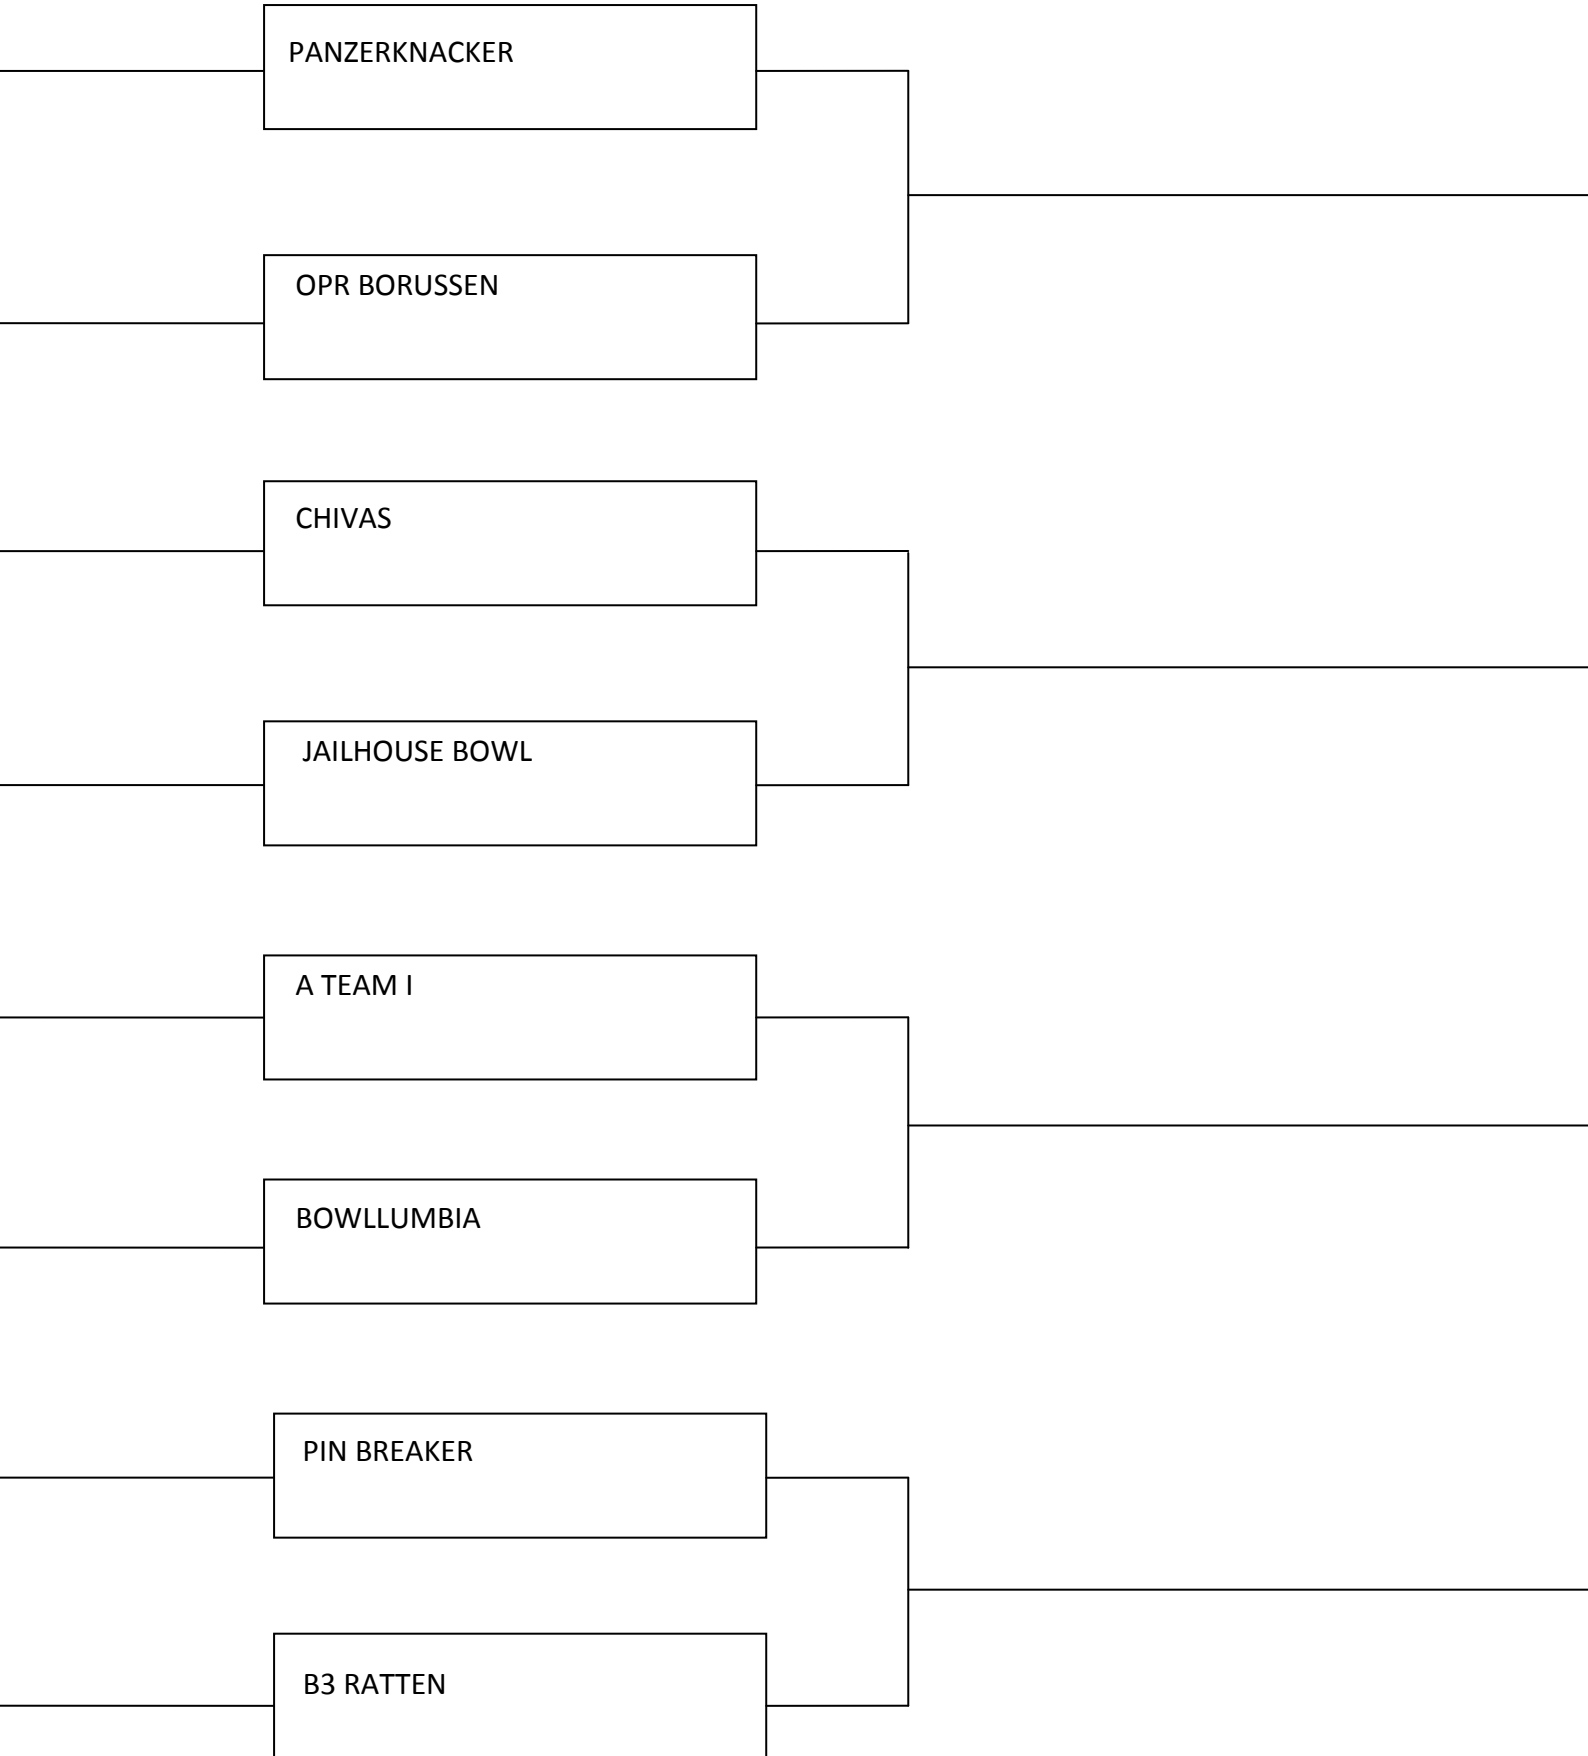 PANZERKNACKER
OPR BORUSSEN
CHIVAS
JAILHOUSE BOWL
A TEAM I
BOWLLUMBIA
PIN BREAKER
B3 RATTEN